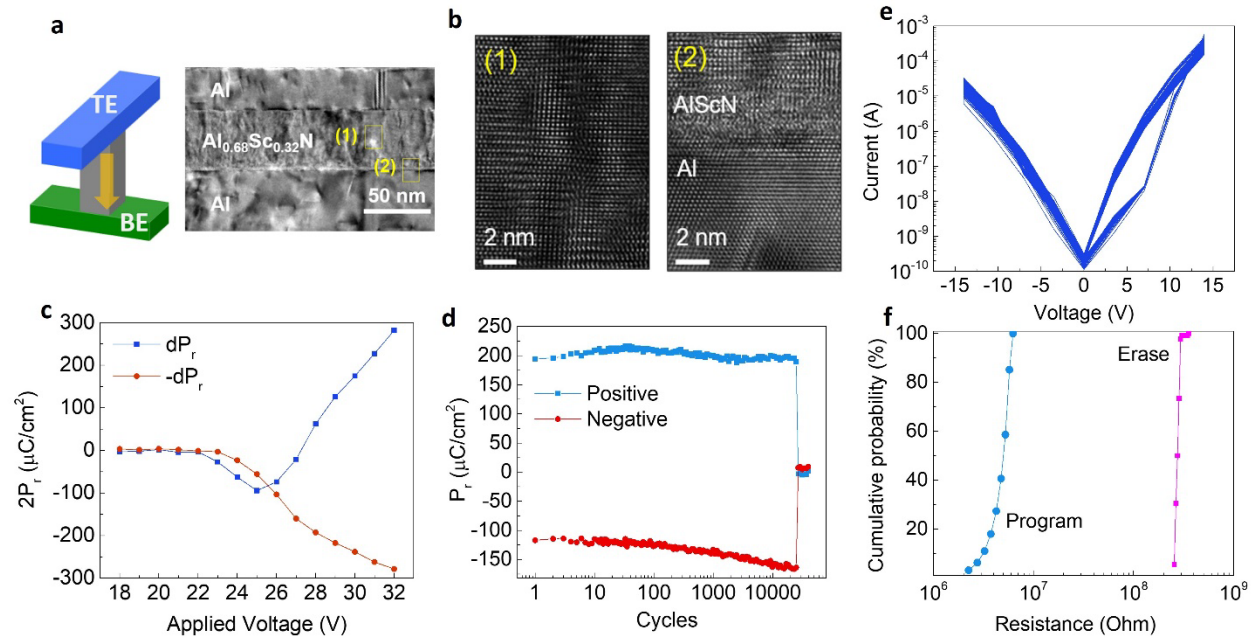 a
TE
BE
Al
Al0.68Sc0.32N
(1)
(2)
Al
50 nm
b
(1)
2 nm
(2)
AlScN
Al
2 nm
e
Current (A)
10-3
10-4
10-5
10-6
10-7
10-8
10-9
10-10
-15 -10 -5 0 5 10 15
Voltage (V)
c
2Pr (μC/cm2)
300
200
100
0
-100
-200
-300
dPr
-dPr
18 20 22 24 26 28 30 32
Applied Voltage (V)
d
Pr (μC/cm2)
250
200
150
100
50
0
-50
-100
-150
Positive
Negative
1 10 100 1000 10000
Cycles
f
Cumulative probability (%)
100
80
60
40
20
0
Erase
Program
106 107 108 109
Resistance (Ohm)